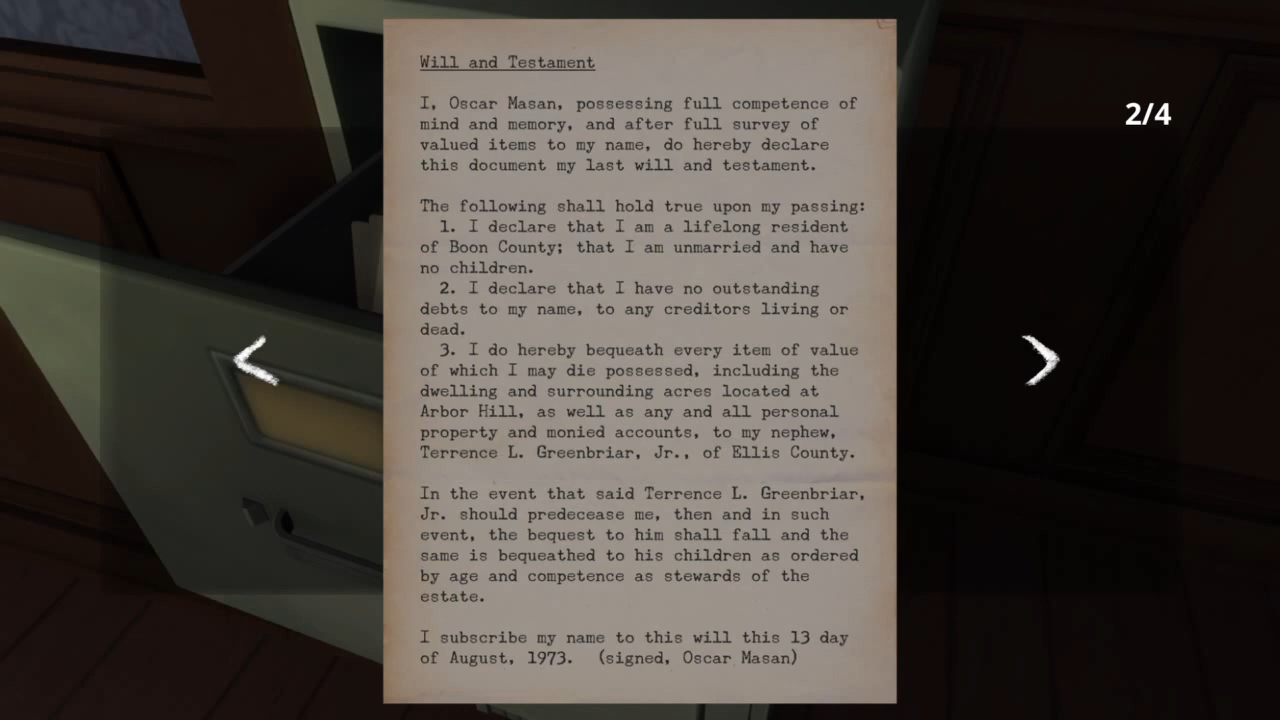 2/4
Will and Testament
I, Oscar Masan, possessing full competence of
mind and memory, and after full survey of
valued items to my name, do hereby declare
this document my last will and testament.
The following shall hold true upon my passing:
1. I declare that I am a lifelong resident
of Boon County; that I am unmarried and have
no children.
2. I declare that I have no outstanding
debts to my name, to any creditors living or
dead.
3. I do hereby bequeath every item of value
of which I may die possessed, including the
dwelling and surrounding acres located at
Arbor Hill, as well as any and all personal
property and monied accounts, to my nephew,
Terrence L. Greenbriar, Jr., of Ellis County.
In the event that said Terrence L. Greenbriar,
Jr. should predecease me, then and in such
event, the bequest to him shall fall and the
same is bequeathed to his children as ordered
by age and competence as stewards of the
estate.
I subscribe my name to this will this 13 day
of August, 1973. (signed, Oscar Masan)